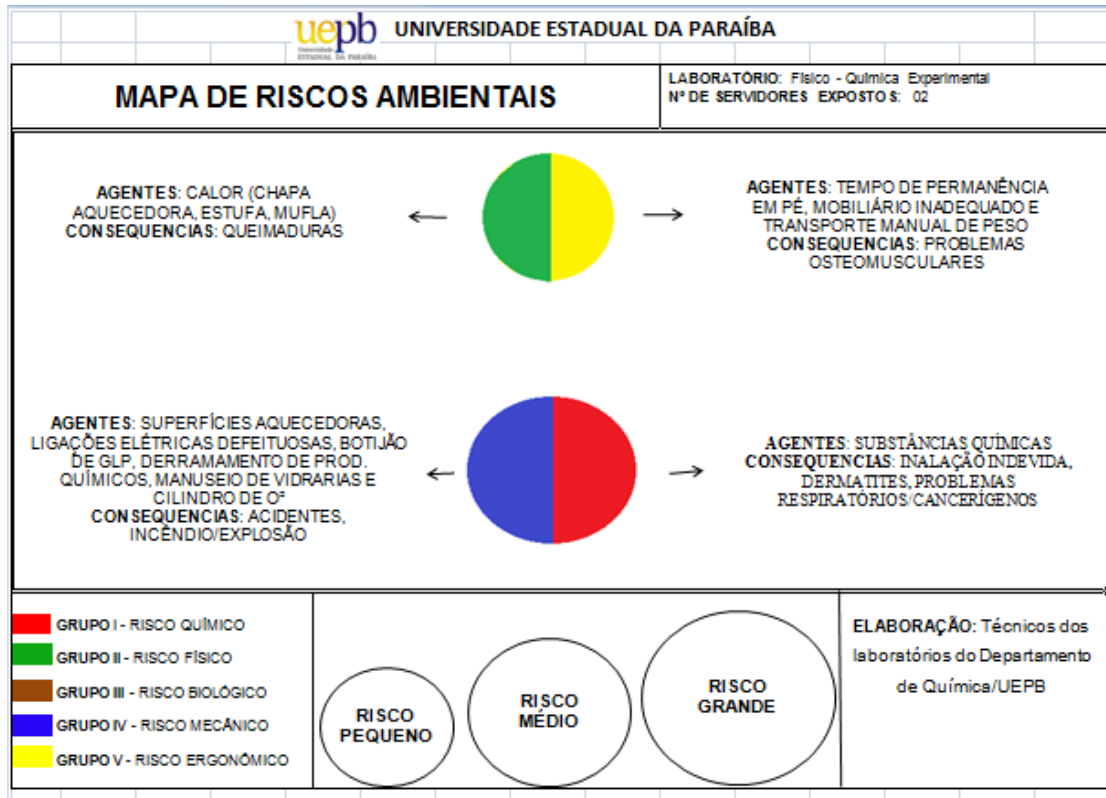 uepb
Universidade
ESTADUAL DA PARAÍBA
UNIVERSIDADE ESTADUAL DA PARAÍBA
MAPA DE RISCOS AMBIENTAIS
LABORATÓRIO: Físico - Química Experimental
Nº DE SERVIDORES EXPOSTOS: 02
AGENTES: CALOR (CHAPA
AQUECEDORA, ESTUFA, MUFLA)
CONSEQUENCIAS: QUEIMADURAS
AGENTES: TEMPO DE PERMANÊNCIA
EM PÉ, MOBILIÁRIO INADEQUADO E
TRANSPORTE MANUAL DE PESO
CONSEQUENCIAS: PROBLEMAS
OSTEOMUSCULARES
AGENTES: SUPERFÍCIES AQUECEDORAS,
LIGAÇÕES ELÉTRICAS DEFEITUOSAS, BOTIJÃO
DE GLP, DERRAMAMENTO DE PROD.
QUÍMICOS, MANUSEIO DE VIDRARIAS E
CILINDRO DE O²
CONSEQUENCIAS: ACIDENTES,
INCÊNDIO/EXPLOSÃO
AGENTES: SUBSTÂNCIAS QUÍMICAS
CONSEQUENCIAS: INALAÇÃO INDEVIDA,
DERMATITES, PROBLEMAS
RESPIRATÓRIOS/CANCERÍGENOS
GRUPO I - RISCO QUÍMICO
GRUPO II - RISCO FÍSICO
GRUPO III - RISCO BIOLÓGICO
GRUPO IV - RISCO MECÂNICO
GRUPO V - RISCO ERGONÔMICO
RISCO
PEQUENO
RISCO
MÉDIO
RISCO
GRANDE
ELABORAÇÃO: Técnicos dos
laboratórios do Departamento
de Química/UEPB